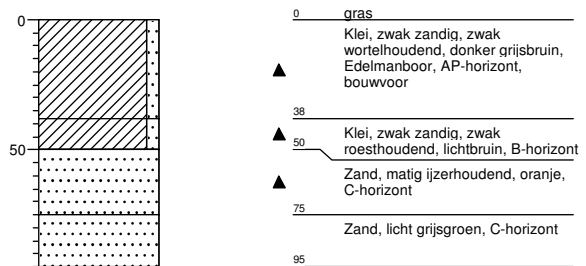 0
50
0 gras
Klei, zwak zandig, zwak
wortelhoudend, donker grijsbruin,
Edelmanboor, AP-horizont,
bouwvoor
38
Klei, zwak zandig, zwak
roesthoudend, lichtbruin, B-horizont
50
Zand, matig ijzerhoudend, oranje,
C-horizont
75
Zand, licht grijsgroen, C-horizont
95